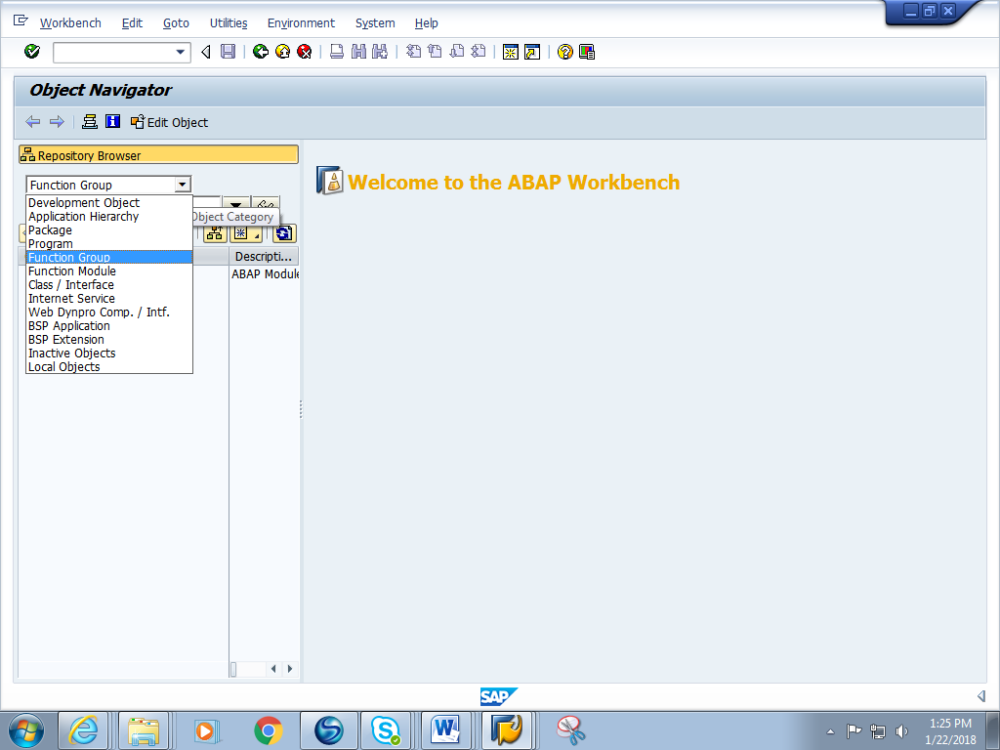 Workbench Edit Goto Utilities Environment System Help
Object Navigator
Edit Object
Repository Browser
Welcome to the ABAP Workbench
Function Group
Development Object
Application Hierarchy
Object Category
Package
Program
Function Group
Descripti...
Function Module
ABAP Module
Class / Interface
Internet Service
Web Dynpro Comp. / Intf.
BSP Application
BSP Extension
Inactive Objects
Local Objects
SAP
1:25 PM
1/22/2018